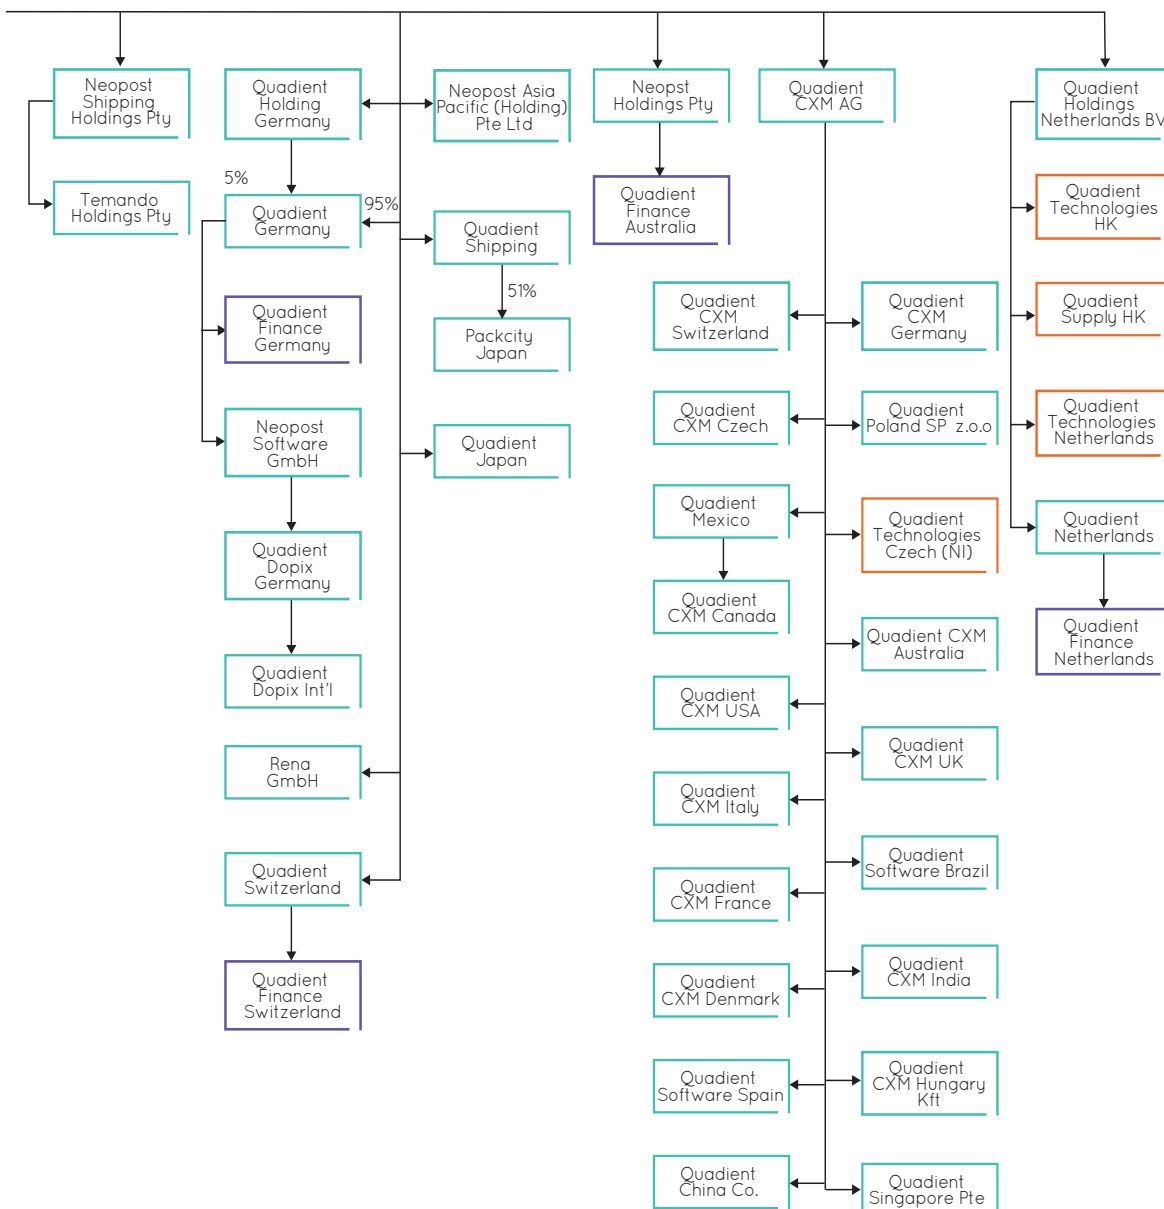 Neopost
Shipping
Holdings Pty
Temando
Holdings Pty
Quadient
Holding
Germany
5%
Quadient
Germany
95%
Quadient
Finance
Germany
Neopost
Software
GmbH
Quadient
Dopix
Germany
Quadient
Dopix Int'l
Rena
GmbH
Quadient
Switzerland
Quadient
Finance
Switzerland
Neopost Asia
Pacific (Holding)
Pte Ltd
Quadient
Shipping
51%
Packcity
Japan
Quadient
Japan
Neopst
Holdings Pty
Quadient
Finance
Australia
Quadient
CXM AG
Quadient
CXM
Switzerland
Quadient
CXM Czech
Quadient
Mexico
Quadient
CXM Canada
Quadient
CXM USA
Quadient
CXM Italy
Quadient
CXM France
Quadient
CXM Denmark
Quadient
Software Spain
Quadient
China Co.
Quadient
CXM
Germany
Quadient
Poland SP z.o.o
Quadient
Technologies
Czech (NI)
Quadient CXM
Australia
Quadient
CXM UK
Quadient
Software Brazil
Quadient
CXM India
Quadient
CXM Hungary
Kft
Quadient
Singapore Pte
Quadient
Holdings
Netherlands BV
Quadient
Technologies
HK
Quadient
Supply HK
Quadient
Technologies
Netherlands
Quadient
Netherlands
Quadient
Finance
Netherlands